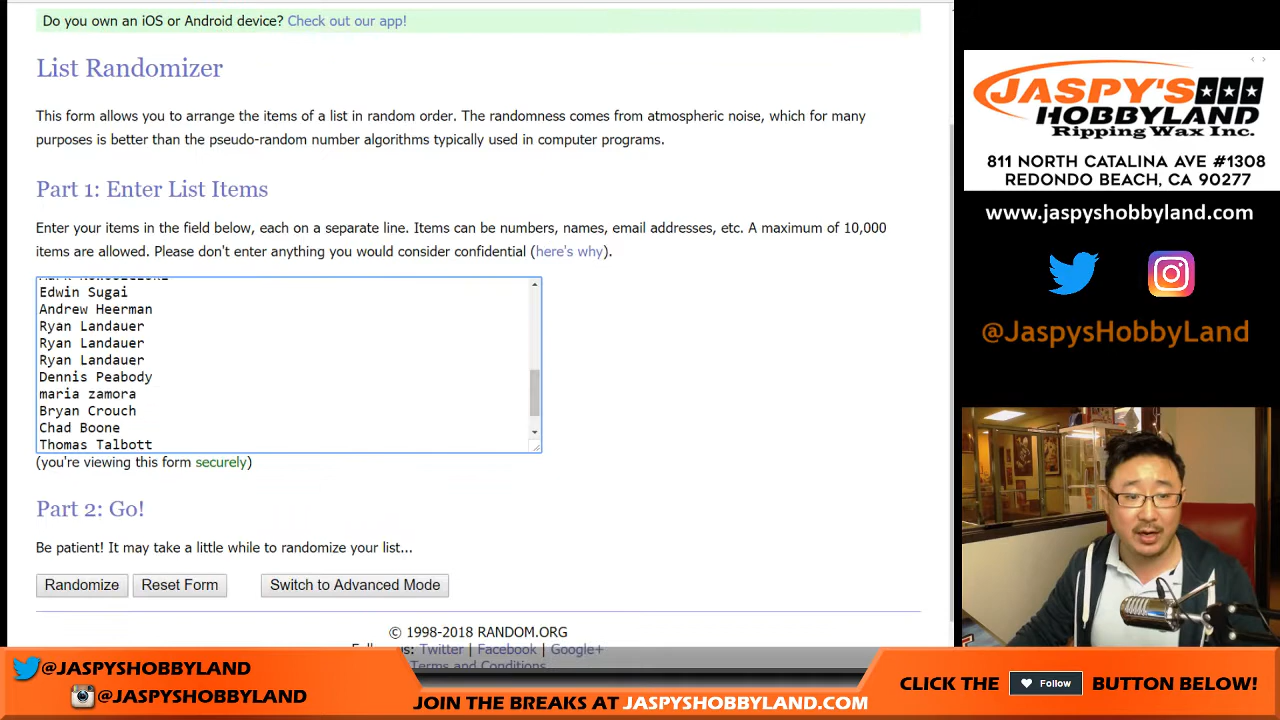 Do you own an iOS or Android device? Check out our app!
List Randomizer
This form allows you to arrange the items of a list in random order. The randomness comes from atmospheric noise, which for many
purposes is better than the pseudo-random number algorithms typically used in computer programs.
Part 1: Enter List Items
Enter your items in the field below, each on a separate line. Items can be numbers, names, email addresses, etc. A maximum of 10,000
items are allowed. Please don't enter anything you would consider confidential (here's why).
Edwin Sugai
Andrew Heerman
Ryan Landauer
Ryan Landauer
Ryan Landauer
Dennis Peabody
maria zamora
Bryan Crouch
Chad Boone
Thomas Talbott
(you're viewing this form securely)
Part 2: Go!
Be patient! It may take a little while to randomize your list...
Randomize Reset Form Switch to Advanced Mode
© 1998-2018 RANDOM.ORG
Follow us: Twitter | Facebook | Google+
Terms and Conditions
JASPY'S
HOBBYLAND
Ripping Wax Inc.
811 NORTH CATALINA AVE #1308
REDONDO BEACH, CA 90277
www.jaspyshobbyland.com
@JaspysHobbyLand
@JASPYSHOBBYLAND
@JASPYSHOBBYLAND
JOIN THE BREAKS AT JASPYSHOBBYLAND.COM
CLICK THE Follow BUTTON BELOW!